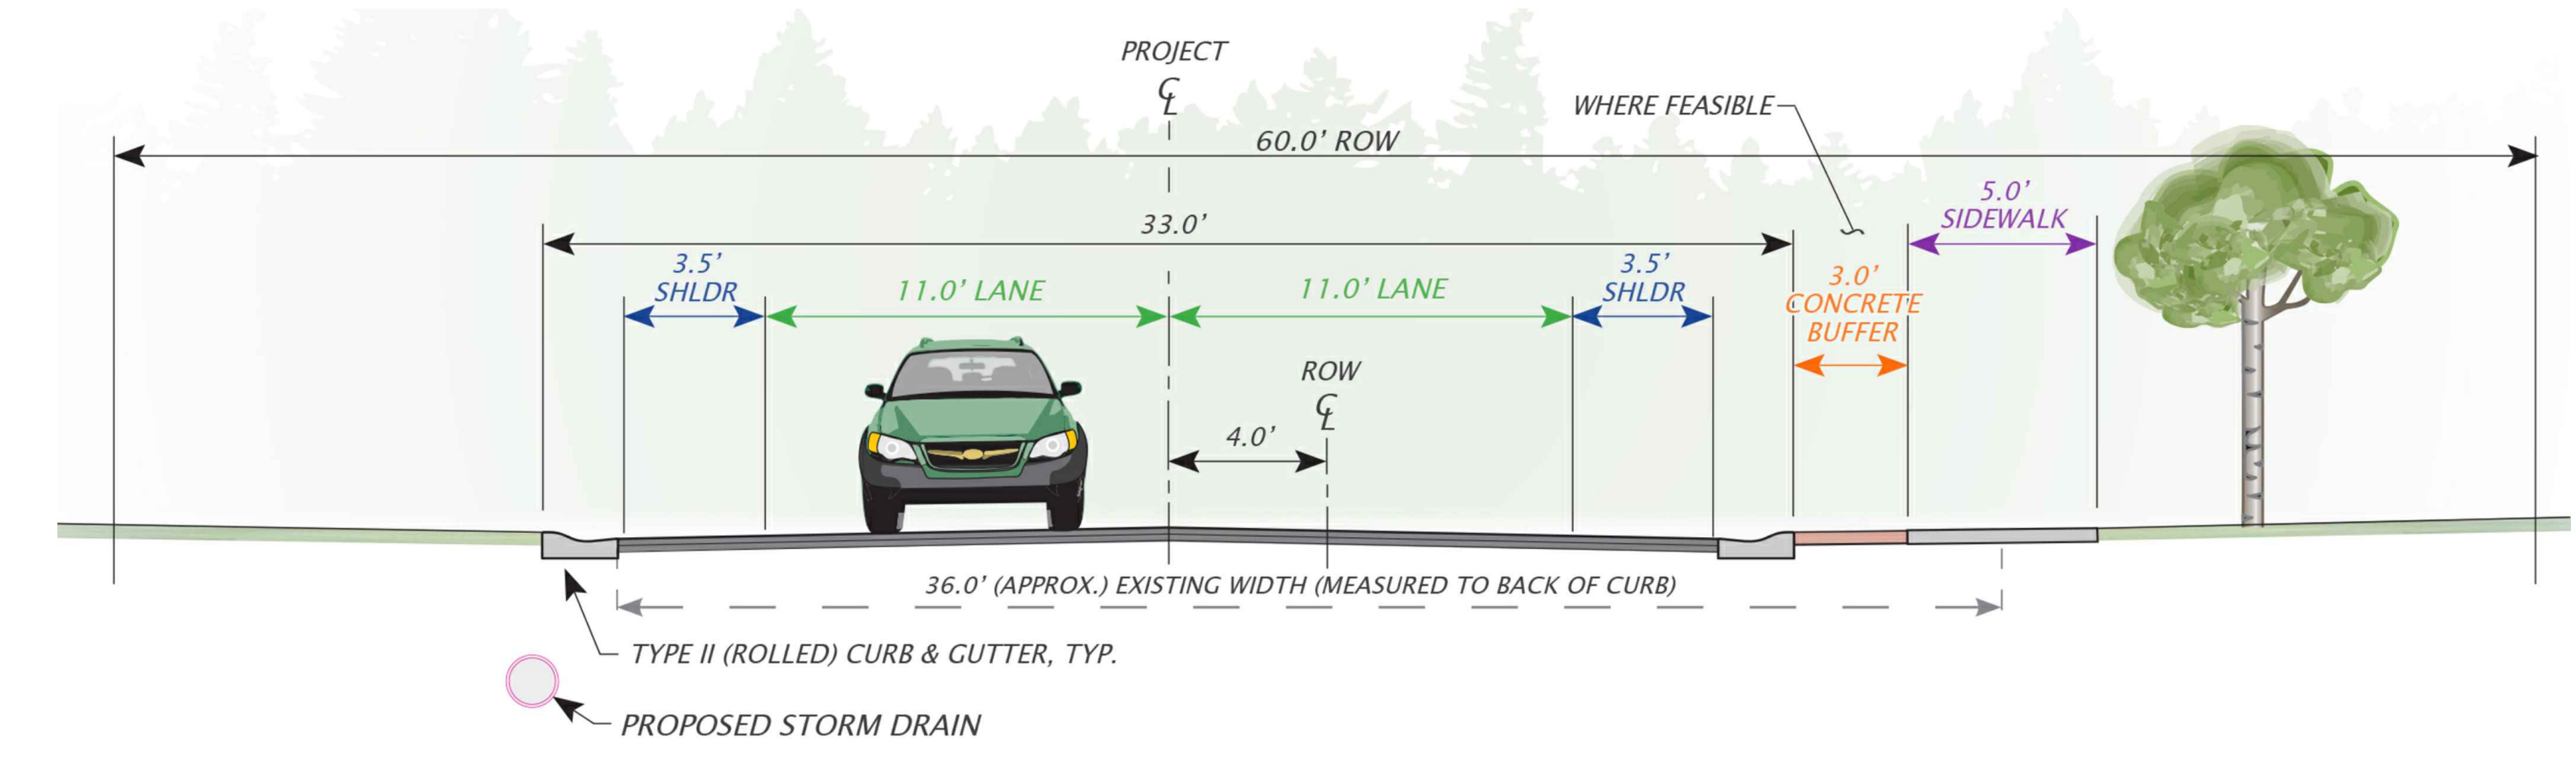 PROJECT
℄
60.0’ ROW
WHERE FEASIBLE
33.0’
5.0’
SIDEWALK
3.5’
SHLDR
11.0’ LANE
11.0’ LANE
3.5’
SHLDR
3.0’
CONCRETE
BUFFER
ROW
℄
4.0’
36.0’ (APPROX.) EXISTING WIDTH (MEASURED TO BACK OF CURB)
TYPE II (ROLLED) CURB & GUTTER, TYP.
PROPOSED STORM DRAIN